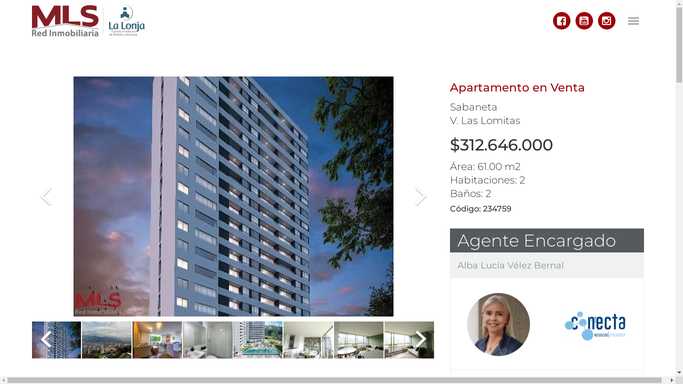 MLS
Red Inmobiliaria
La Lonja
Apartamento en Venta
Sabaneta
V. Las Lomitas
$312.646.000
Área: 61.00 m2
Habitaciones: 2
Baños: 2
Código: 234759
Agente Encargado
Alba Lucía Vélez Bernal
MLS
Red Inmobiliaria
conecta